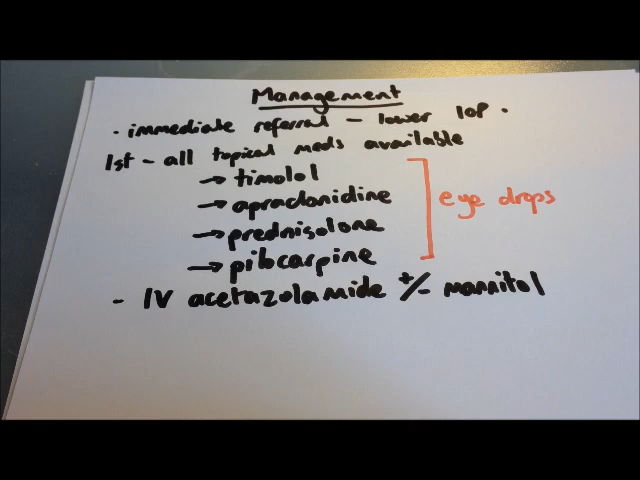 Management
• immediate referral – lower IOP •
1st – all topical meds available
→ timolol
→ apraclonidine
→ prednisolone
→ pilocarpine
eye drops
- IV acetazolamide +/- mannitol